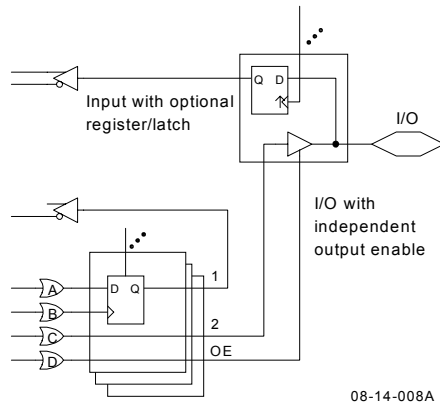 Q D
I/O
Input with optional
register/latch
I/O with
independent
output enable
1
A
D Q
B
2
C
OE
D
08-14-008A